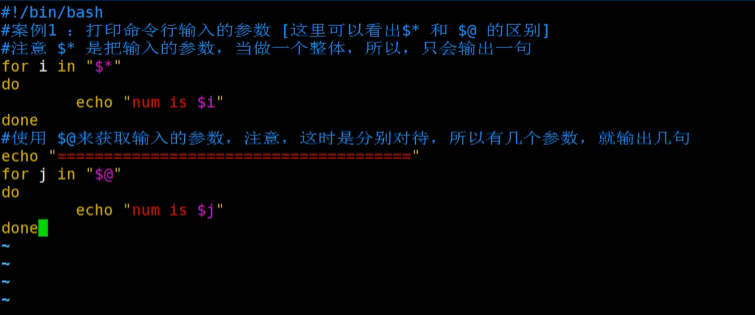 #!/bin/bash
#案例1 ：打印命令行输入的参数 [这里可以看出$* 和 $@ 的区别]
#注意 $* 是把输入的参数，当做一个整体，所以，只会输出一句
for i in "$*"
do
        echo "num is $i"
done
#使用 $@来获取输入的参数，注意，这时是分别对待，所以有几个参数，就输出几句
echo "======================================="
for j in "$@"
do
        echo "num is $j"
done
~
~
~
~